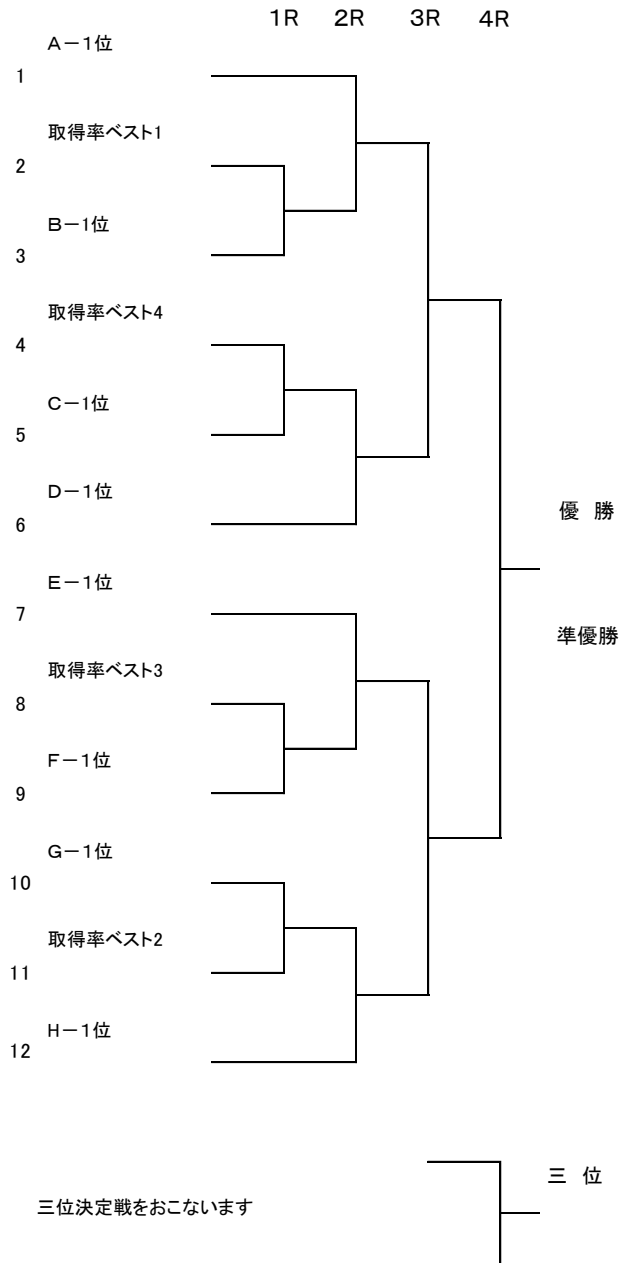 1R 2R 3R 4R
A－1位
1
取得率ベスト1
2
B－1位
3
取得率ベスト4
4
C－1位
5
D－1位
6
優 勝
E－1位
7
準優勝
取得率ベスト3
8
F－1位
9
G－1位
10
取得率ベスト2
11
H－1位
12
三 位
三位決定戦をおこないます